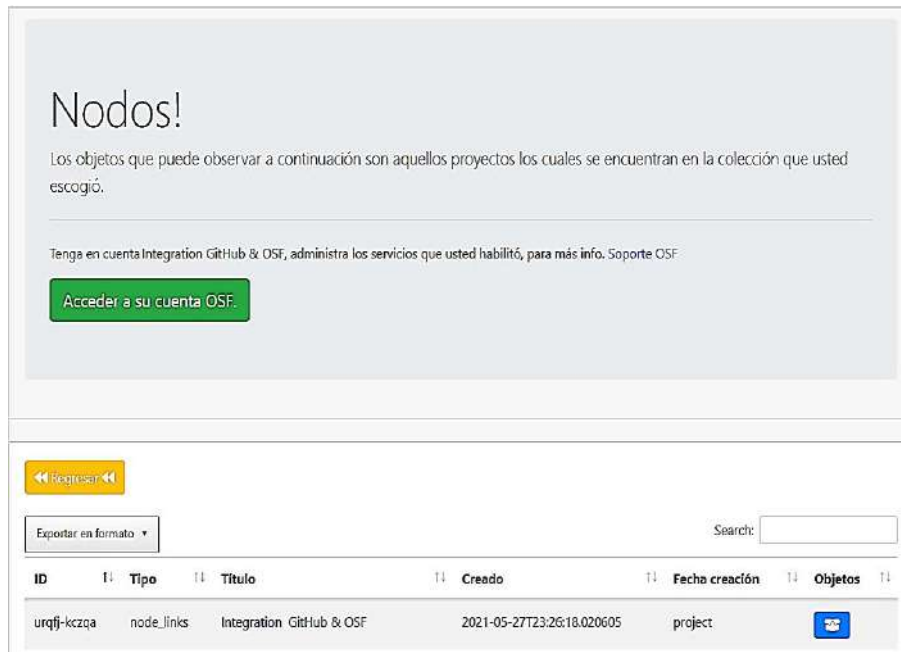 Nodos!
Los objetos que puede observar a continuación son aquellos proyectos los cuales se encuentran en la colección que usted
escogió.
Tenga en cuenta Integration GitHub & OSF, administra los servicios que usted habilitó, para más info. Soporte OSF
Acceder a su cuenta OSF.
Regresar
Exportar en formato
Search:
ID Tipo Título Creado Fecha creación Objetos
urqfj-kczqa node_links Integration GitHub & OSF 2021-05-27T23:26:18.020605 project